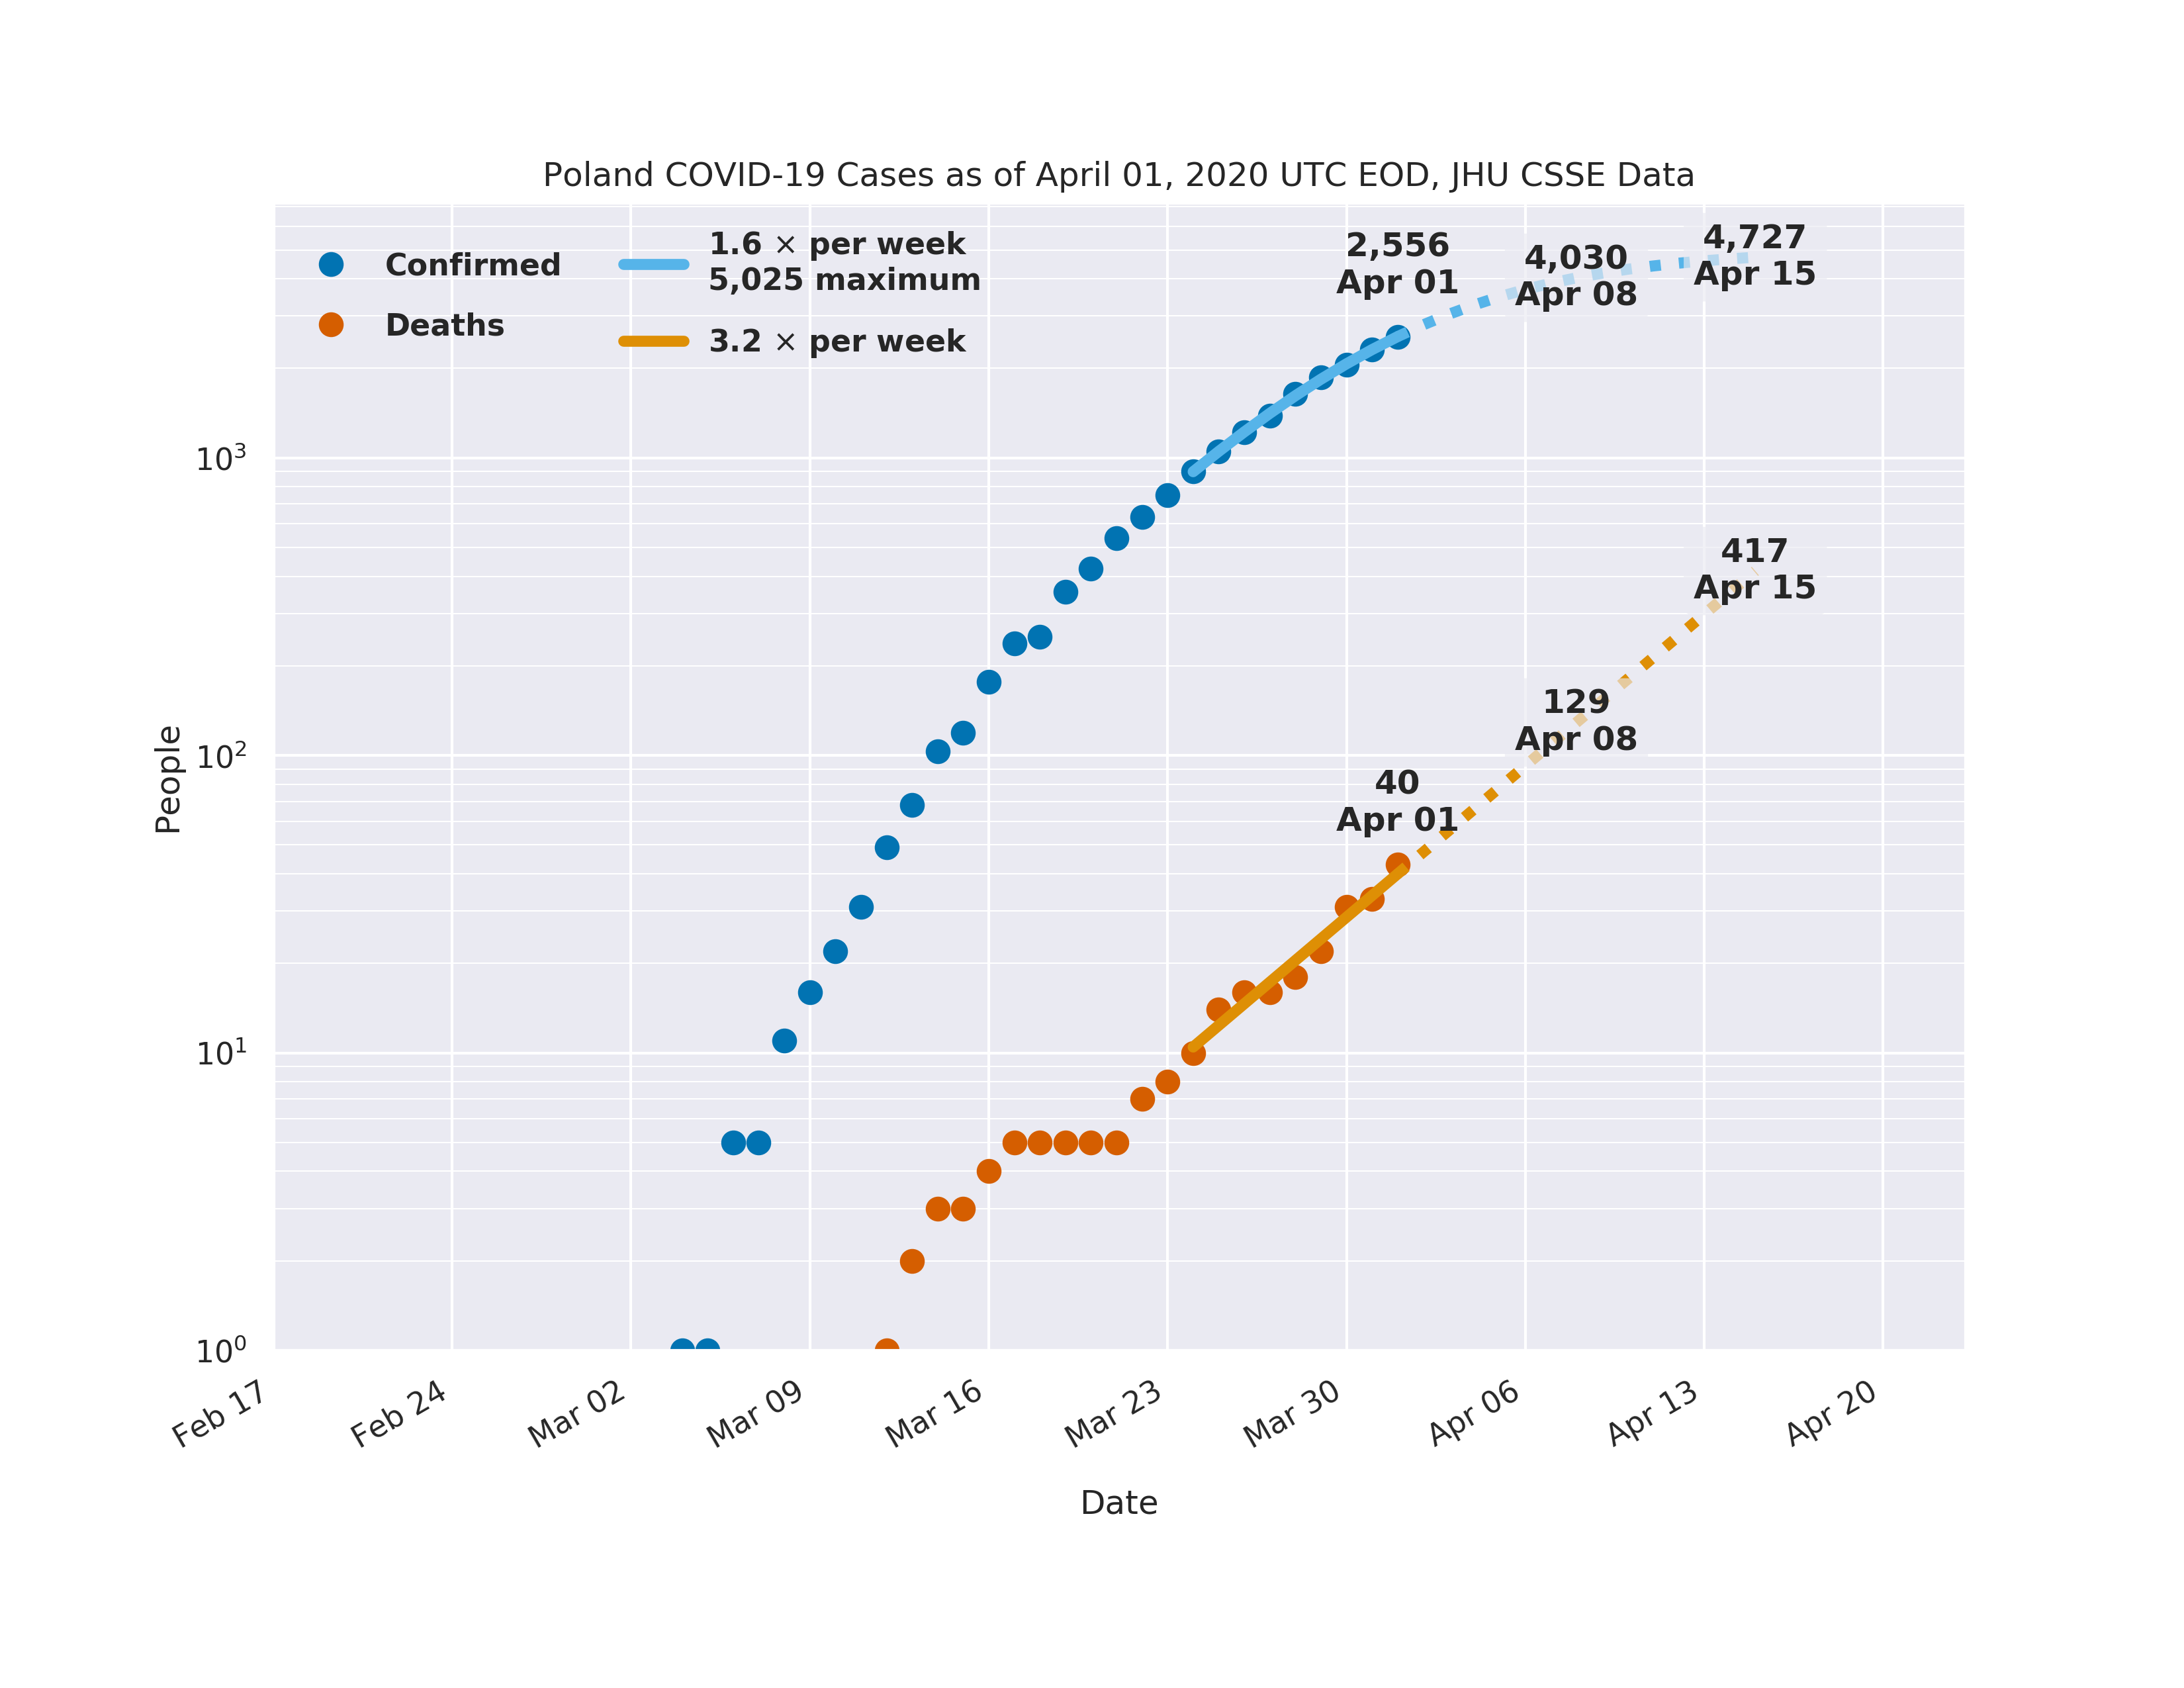 Poland COVID-19 Cases as of April 01, 2020 UTC EOD, JHU CSSE Data
Confirmed
Deaths
1.6 × per week
5,025 maximum
3.2 × per week
2,556
Apr 01
4,030
Apr 08
4,727
Apr 15
417
Apr 15
129
Apr 08
40
Apr 01
People
10³
10²
10¹
10⁰
Feb 17
Feb 24
Mar 02
Mar 09
Mar 16
Mar 23
Mar 30
Apr 06
Apr 13
Apr 20
Date